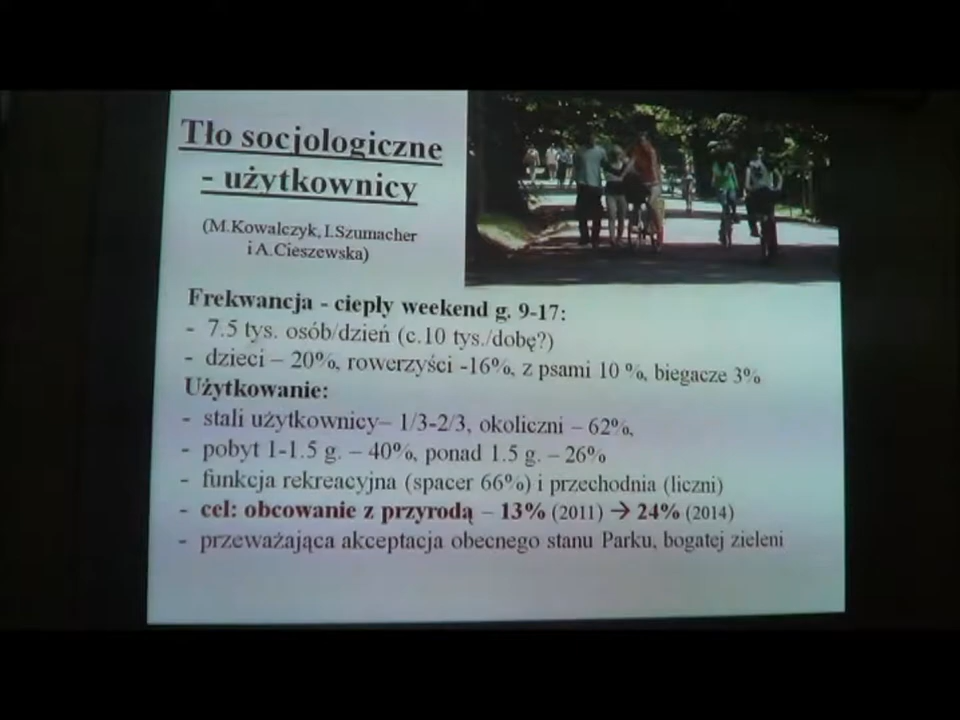 Tło socjologiczne
- użytkownicy
(M.Kowalczyk, I.Szumacher
i A.Cieszewska)
Frekwancja - ciepły weekend g. 9-17:
- 7.5 tys. osób/dzień (c.10 tys./dobę?)
- dzieci – 20%, rowerzyści -16%, z psami 10 %, biegacze 3%
Użytkowanie:
- stali użytkownicy– 1/3-2/3, okoliczni – 62%,
- pobyt 1-1.5 g. – 40%, ponad 1.5 g. – 26%
- funkcja rekreacyjna (spacer 66%) i przechodnia (liczni)
- cel: obcowanie z przyrodą – 13% (2011) → 24% (2014)
- przeważająca akceptacja obecnego stanu Parku, bogatej zieleni